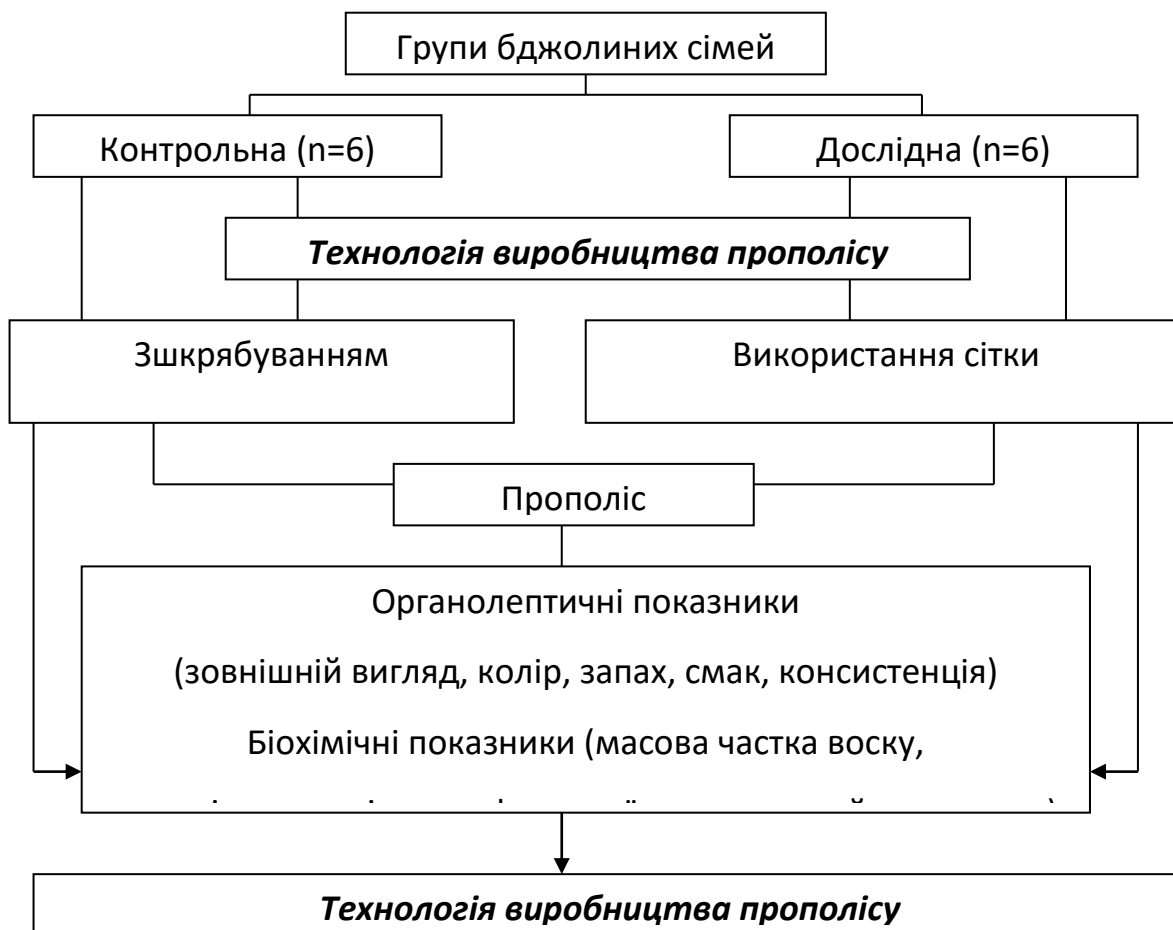 Групи бджолиних сімей
Контрольна (n=6)
Дослідна (n=6)
Технологія виробництва прополісу
Зшкрябуванням
Використання сітки
Прополіс
Органолептичні показники
(зовнішній вигляд, колір, запах, смак, консистенція)
Біохімічні показники (масова частка воску,
Технологія виробництва прополісу